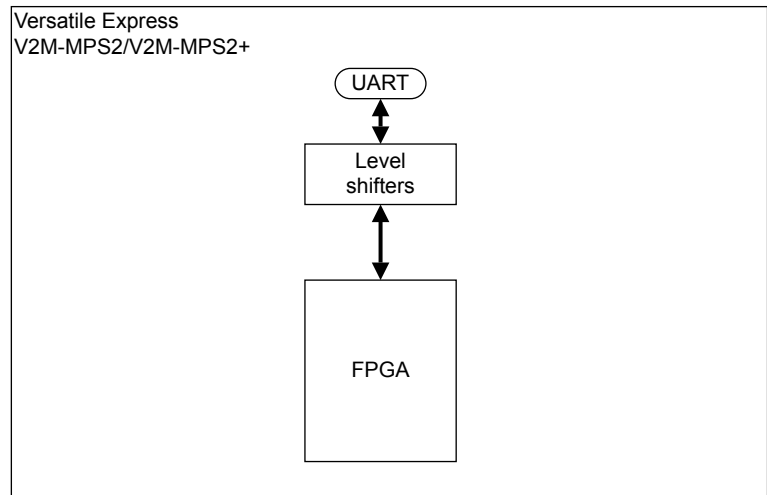 Versatile Express
V2M-MPS2/V2M-MPS2+
UART
Level
shifters
FPGA